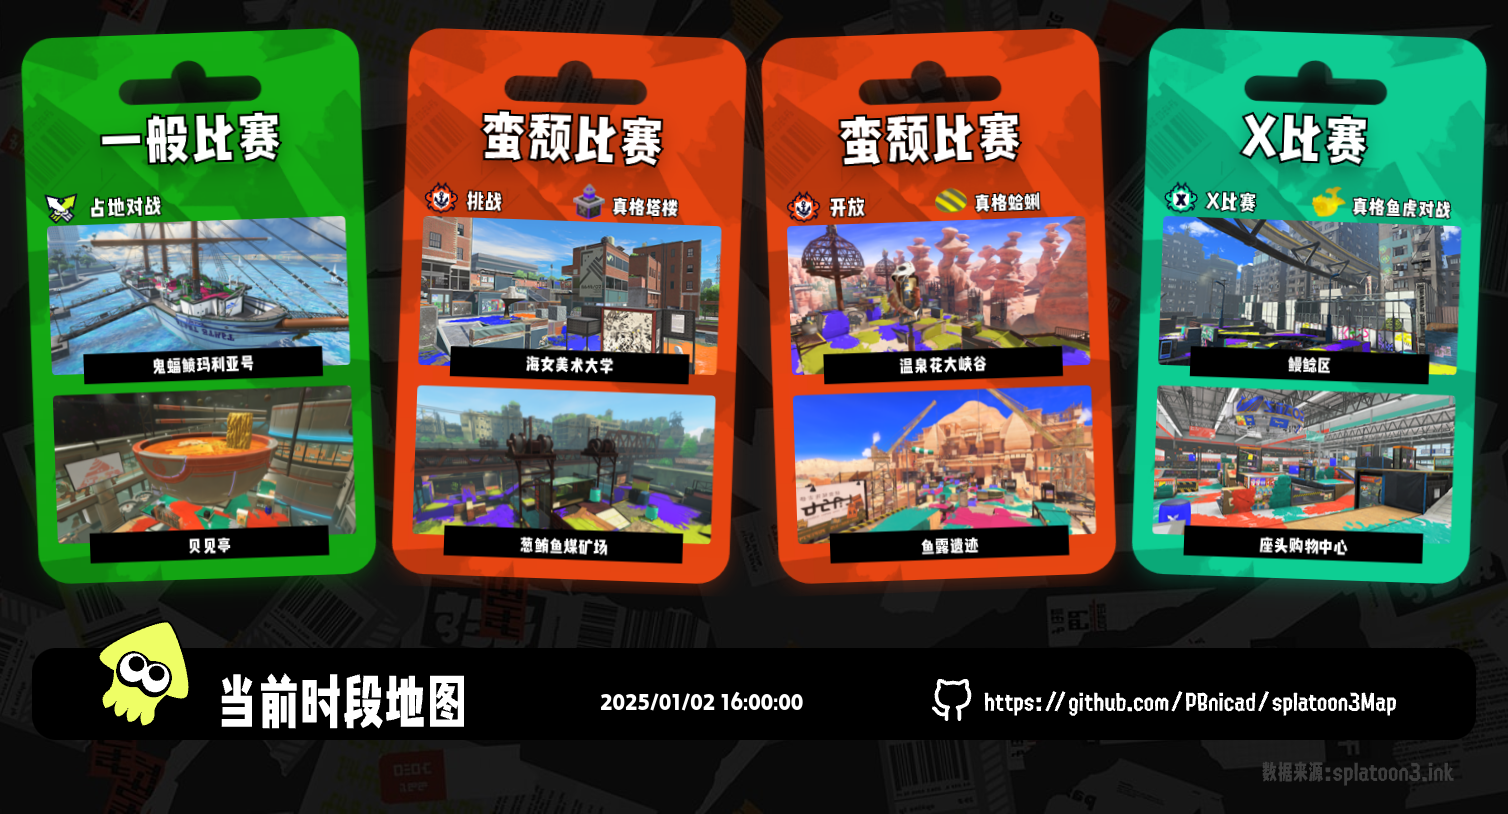 一般比赛
占地对战
鬼蝠鲼玛利亚号
贝见亭
蛮颓比赛
挑战
真格塔楼
海女美术大学
葱鲔鱼煤矿场
蛮颓比赛
开放
真格蛤蜊
温泉花大峡谷
鱼露遗迹
X比赛
X比赛
真格鱼虎对战
鳗鲶区
座头购物中心
当前时段地图
2025/01/02 16:00:00
https://github.com/PBnicad/splatoon3Map
数据来源:splatoon3.ink